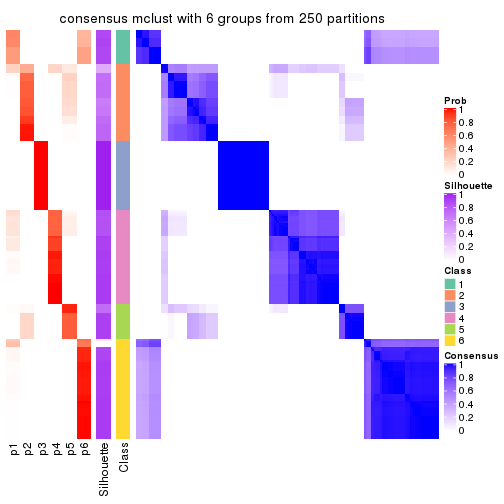 consensus mclust with 6 groups from 250 partitions
Prob
1
0.8
0.6
0.4
0.2
0
Silhouette
1
0.8
0.6
0.4
0.2
0
Class
1
2
3
4
5
6
Consensus
1
0.8
0.6
0.4
0.2
0
p1
p2
p3
p4
p5
p6
Silhouette
Class